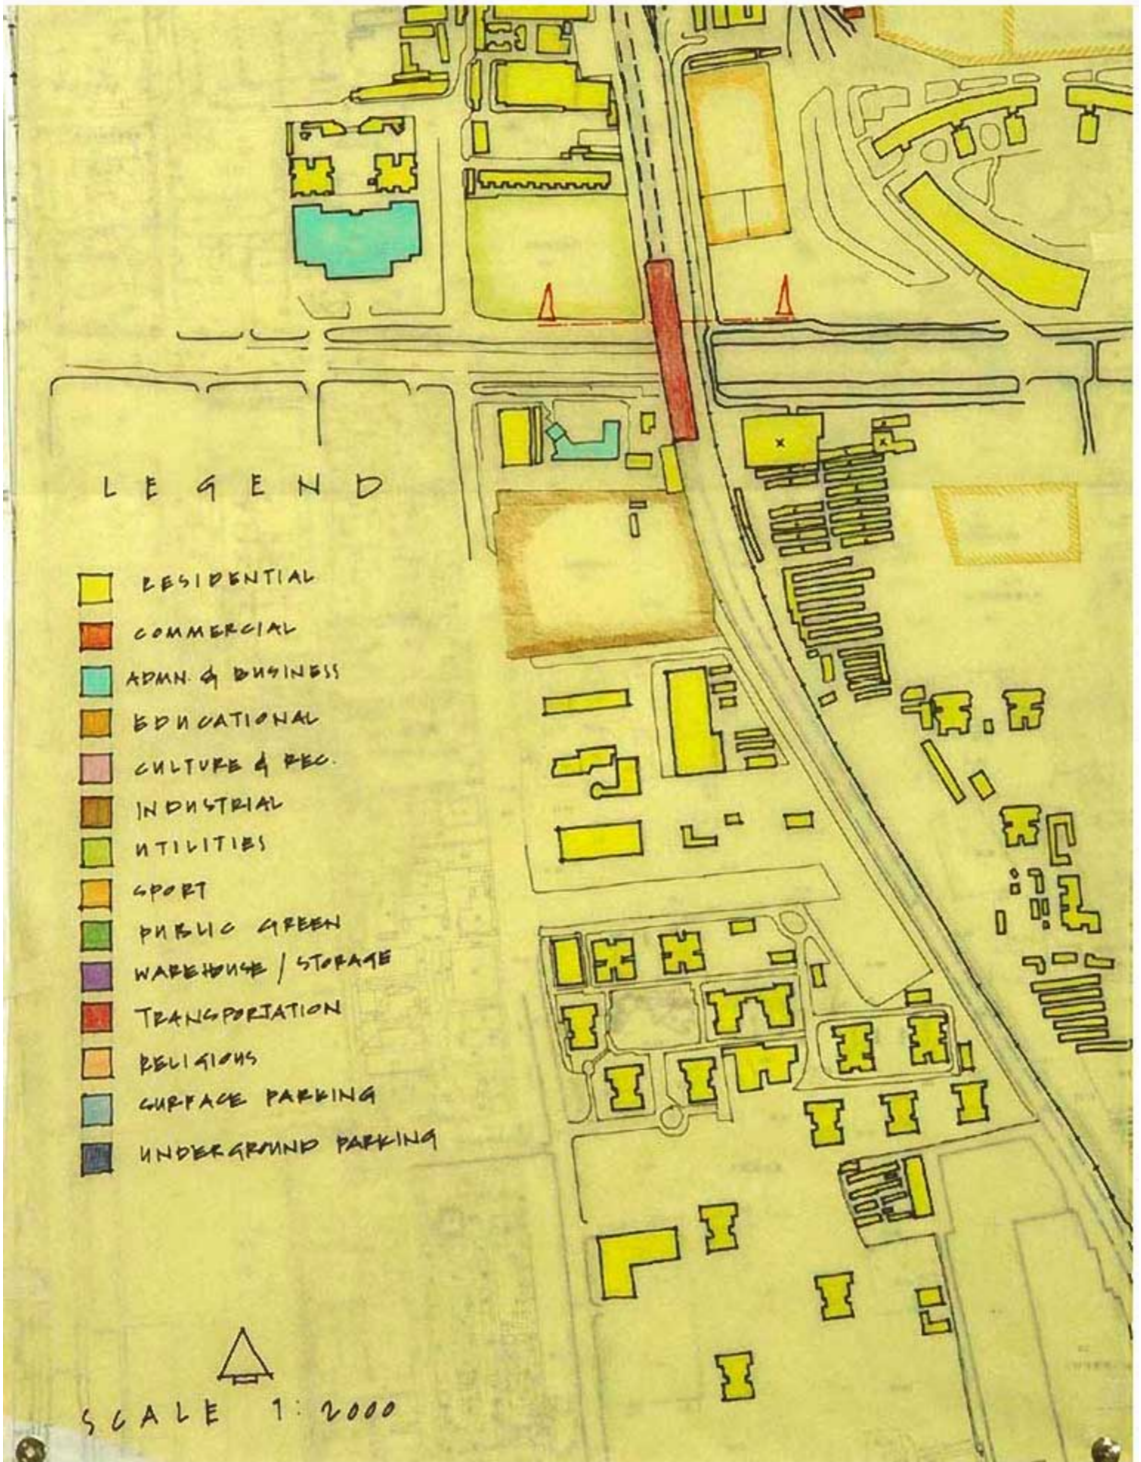 LEGEND
RESIDENTIAL
COMMERCIAL
ADMN. & BUSINESS
EDUCATIONAL
CULTURE & REC.
INDUSTRIAL
UTILITIES
SPORT
PUBLIC GREEN
WAREHOUSE / STORAGE
TRANSPORTATION
RELIGIOUS
SURFACE PARKING
UNDERGROUND PARKING
SCALE 1:2000